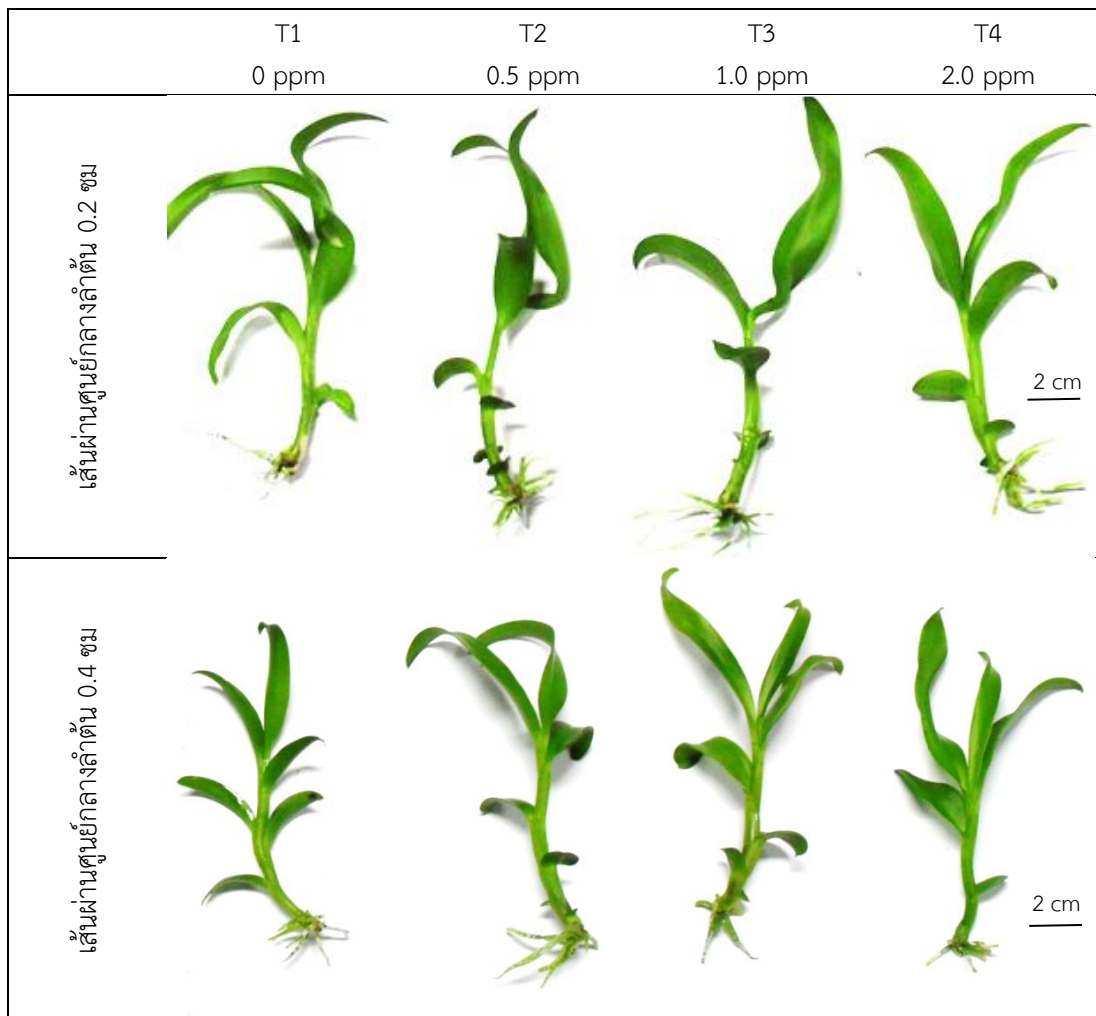 T1 T2 T3 T4
0 ppm 0.5 ppm 1.0 ppm 2.0 ppm
เส้นผ่านศูนย์กลางลำต้น 0.2 ซม
2 cm
เส้นผ่านศูนย์กลางลำต้น 0.4 ซม
2 cm